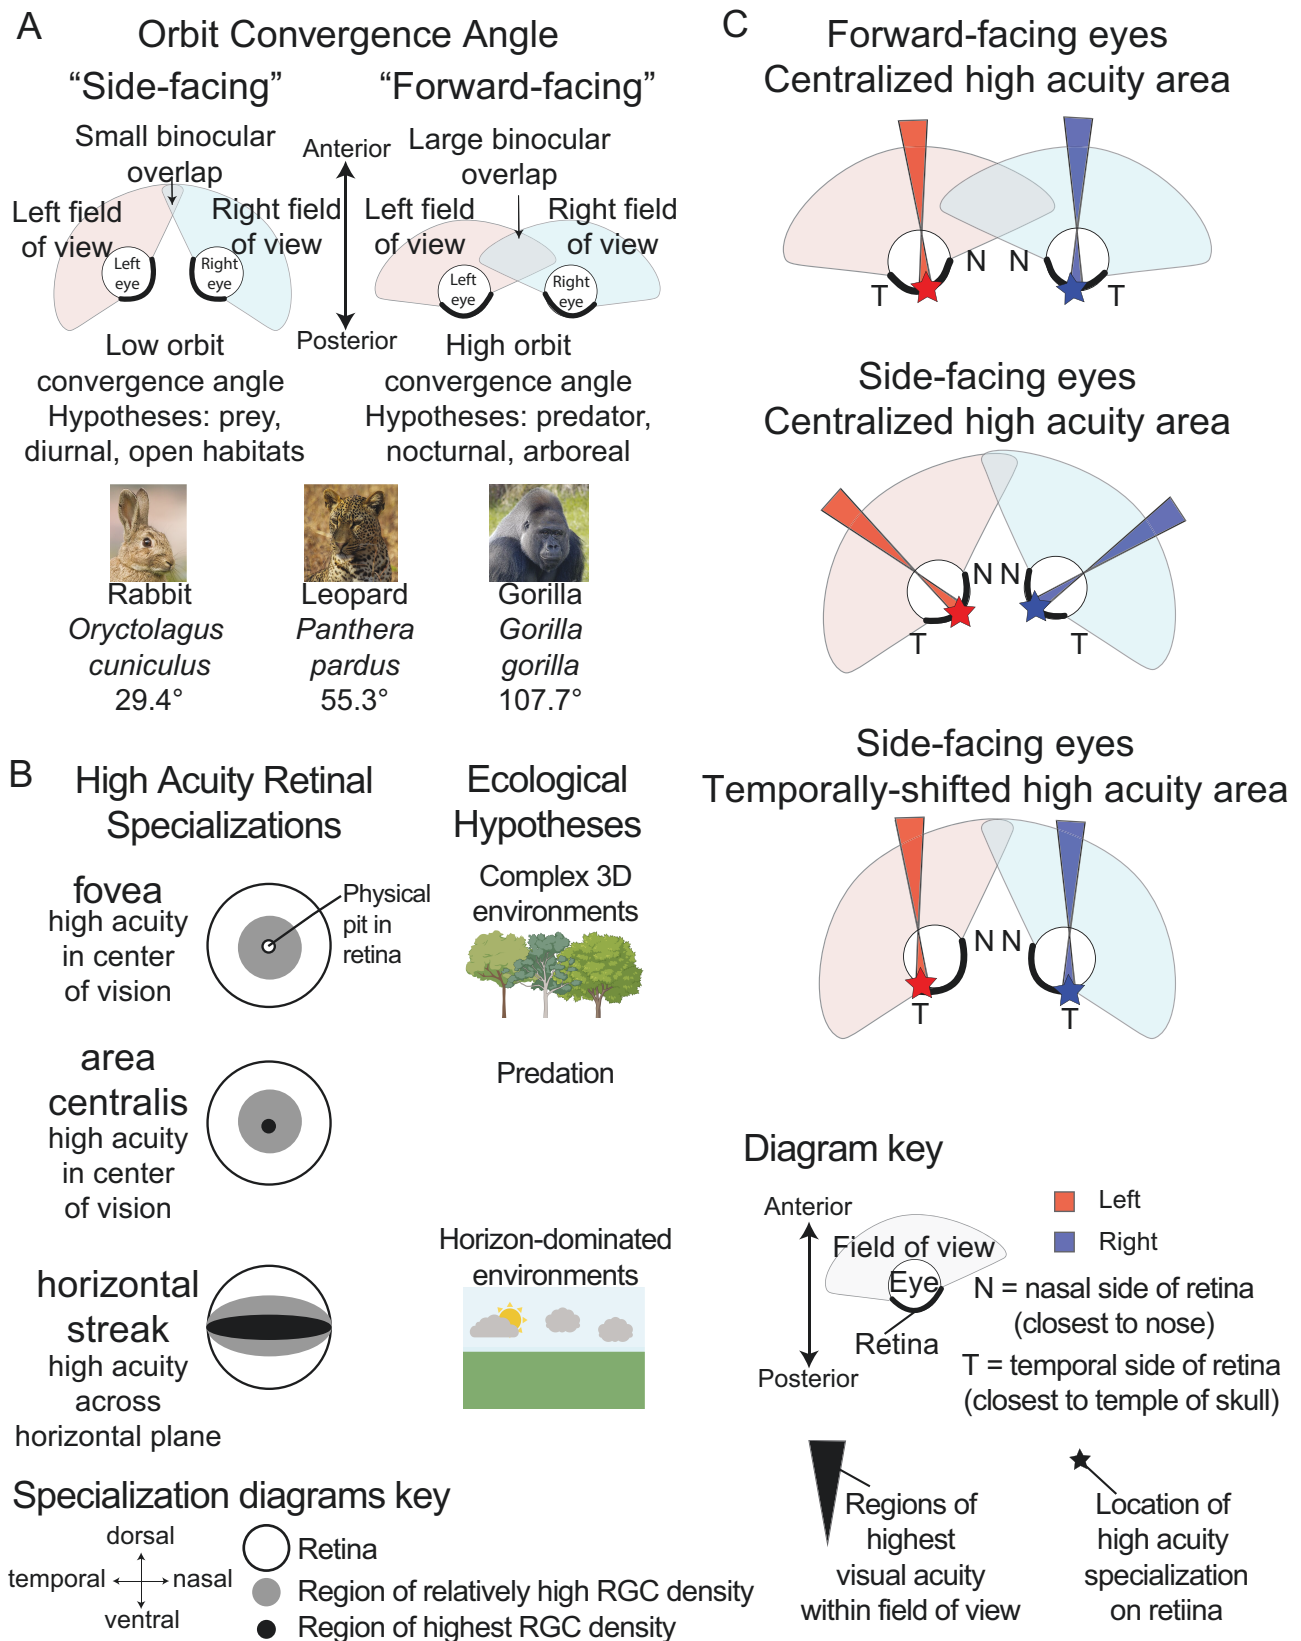 A
Orbit Convergence Angle
“Side-facing”
“Forward-facing”
Small binocular
overlap
Anterior
Large binocular
overlap
Left field
of view
Right field
of view
Left field
of view
Right field
of view
Left
eye
Right
eye
Left
eye
Right
eye
Posterior
Low orbit
convergence angle
Hypotheses: prey,
diurnal, open habitats
High orbit
convergence angle
Hypotheses: predator,
nocturnal, arboreal
Rabbit
Oryctolagus
cuniculus
29.4°
Leopard
Panthera
pardus
55.3°
Gorilla
Gorilla
gorilla
107.7°
B
High Acuity Retinal
Specializations
Ecological
Hypotheses
fovea
high acuity
in center
of vision
Physical
pit in
retina
Complex 3D
environments
area
centralis
high acuity
in center
of vision
Predation
horizontal
streak
high acuity
across
horizontal plane
Horizon-dominated
environments
Specialization diagrams key
dorsal
temporal
nasal
ventral
Retina
Region of relatively high RGC density
Region of highest RGC density
C
Forward-facing eyes
Centralized high acuity area
N
N
T
T
Side-facing eyes
Centralized high acuity area
N
N
T
T
Side-facing eyes
Temporally-shifted high acuity area
N
N
T
T
Diagram key
Anterior
Posterior
Field of view
Eye
Retina
Left
Right
N = nasal side of retina
(closest to nose)
T = temporal side of retina
(closest to temple of skull)
Regions of
highest
visual acuity
within field of view
Location of
high acuity
specialization
on retiina